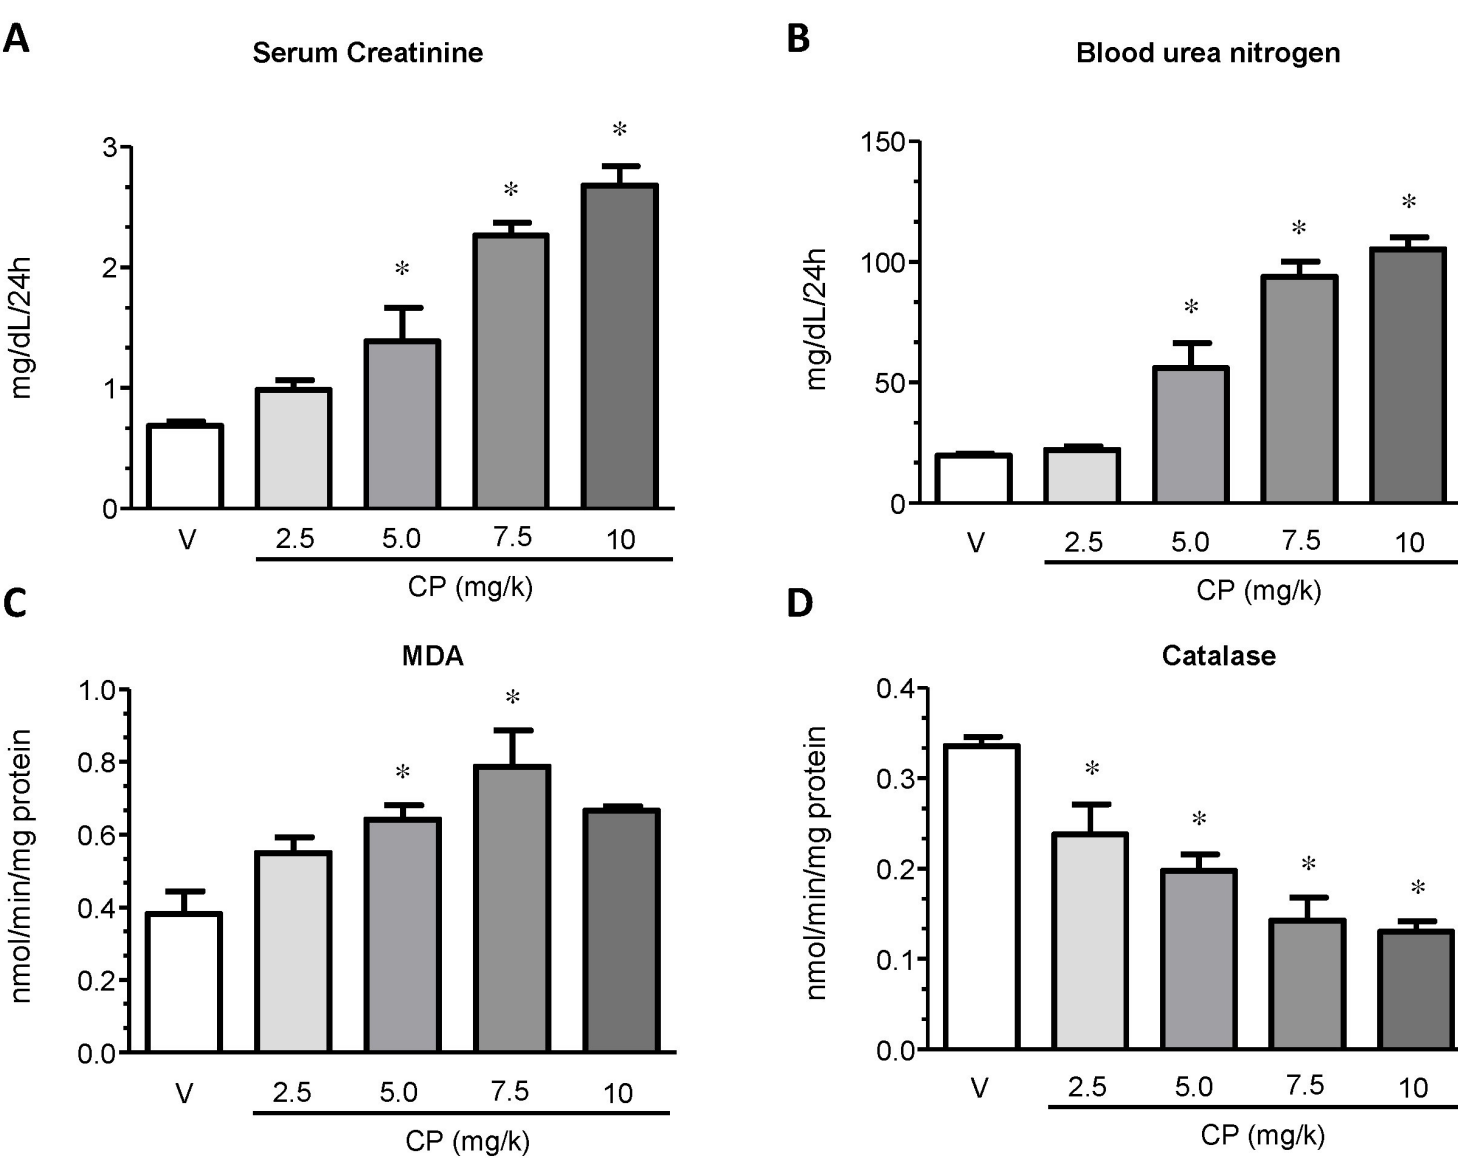 A
Serum Creatinine
mg/dL/24h
3
2
1
0
*
*
*
V 2.5 5.0 7.5 10
CP (mg/k)
B
Blood urea nitrogen
mg/dL/24h
150
100
50
0
*
*
*
V 2.5 5.0 7.5 10
CP (mg/k)
C
MDA
nmol/min/mg protein
1.0
0.8
0.6
0.4
0.2
0.0
*
*
V 2.5 5.0 7.5 10
CP (mg/k)
D
Catalase
nmol/min/mg protein
0.4
0.3
0.2
0.1
0.0
*
*
*
*
V 2.5 5.0 7.5 10
CP (mg/k)